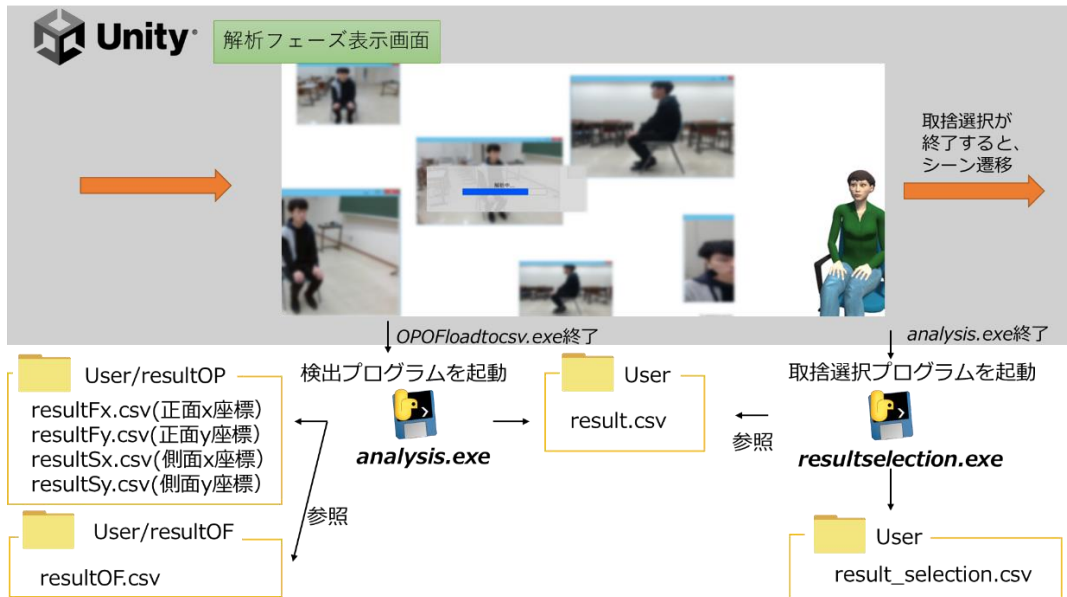 Unity
解析フェーズ表示画面
解析中...
取捨選択が
終了すると、
シーン遷移
OPOFloadtocsv.exe終了
analysis.exe終了
User/resultOP
resultFx.csv(正面x座標)
resultFy.csv(正面y座標)
resultSx.csv(側面x座標)
resultSy.csv(側面y座標)
検出プログラムを起動
analysis.exe
User
result.csv
取捨選択プログラムを起動
参照
resultselection.exe
参照
User/resultOF
resultOF.csv
User
result_selection.csv